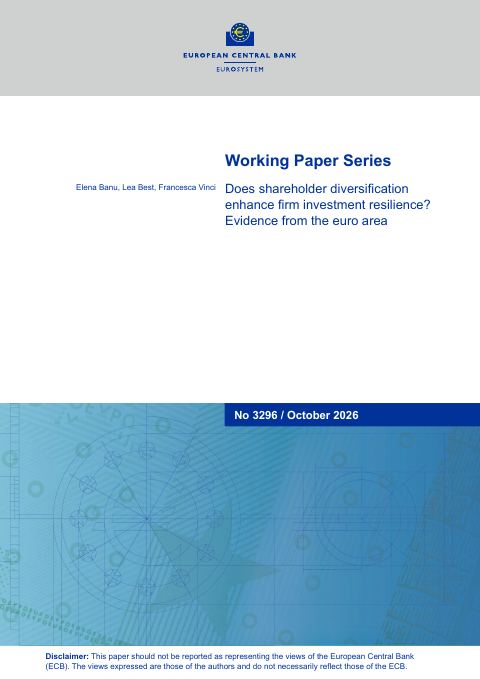 EUROPEAN CENTRAL BANK
EUROSYSTEM
Working Paper Series
Elena Banu, Lea Best, Francesca Vinci
Does shareholder diversification
enhance firm investment resilience?
Evidence from the euro area
No 3296 / October 2026
Disclaimer: This paper should not be reported as representing the views of the European Central Bank
(ECB). The views expressed are those of the authors and do not necessarily reflect those of the ECB.